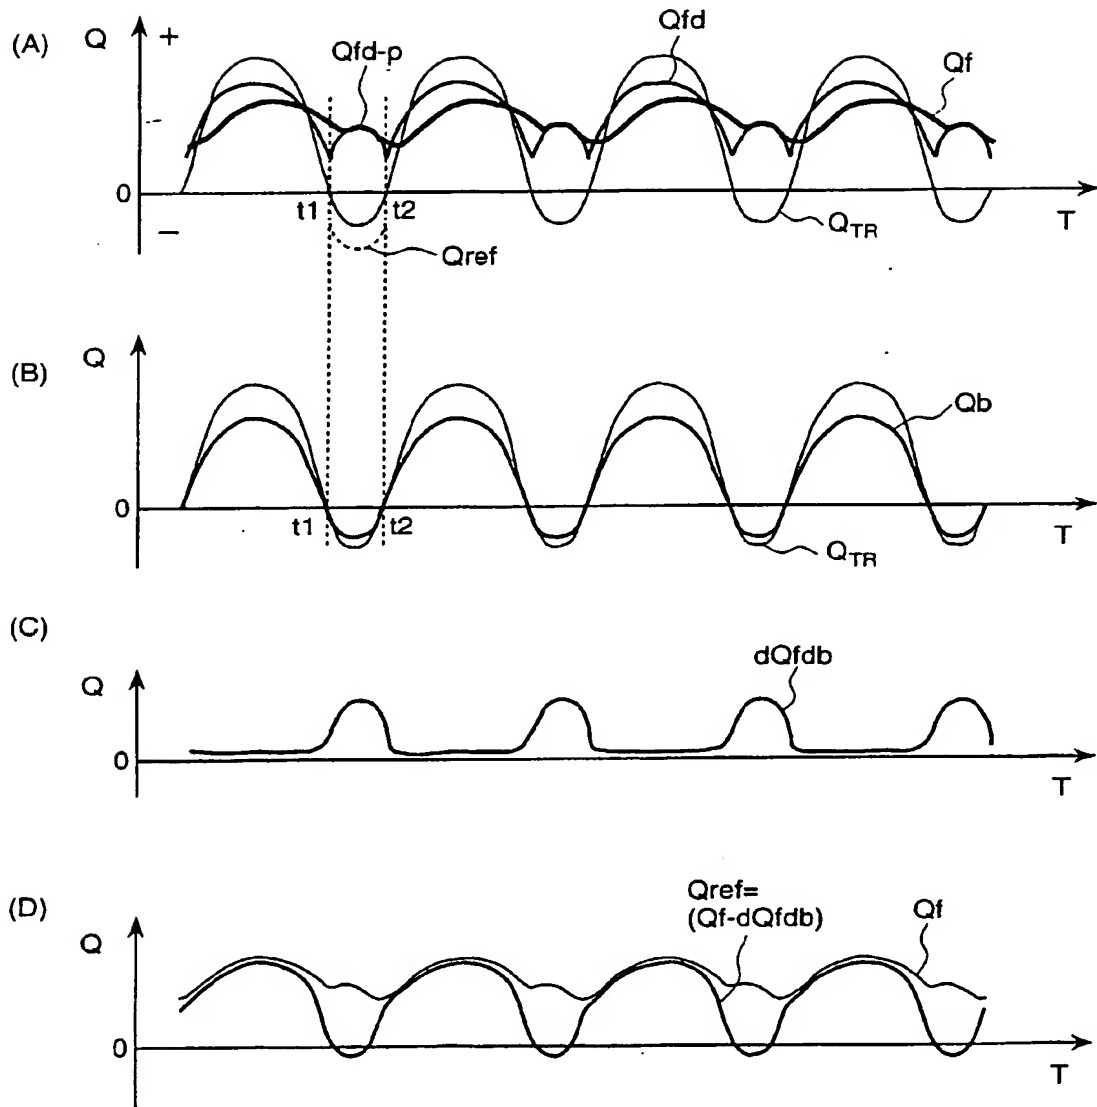 (A)
Q
+
Qfd-p
Qfd
Qf
0
t1
t2
T
−
QTR
Qref
(B)
Q
Qb
0
t1
t2
T
QTR
(C)
Q
dQfdb
0
T
(D)
Q
Qref=
(Qf-dQfdb)
Qf
0
T